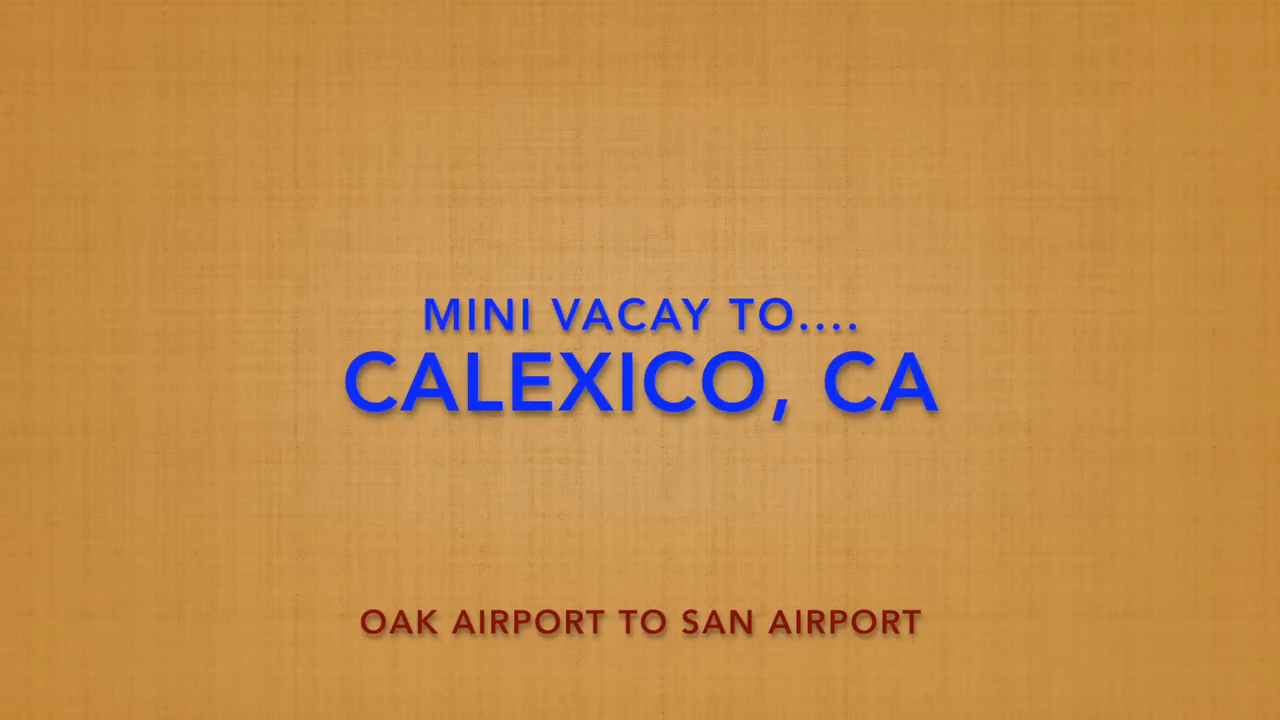 MINI VACAY TO....
CALEXICO, CA
OAK AIRPORT TO SAN AIRPORT